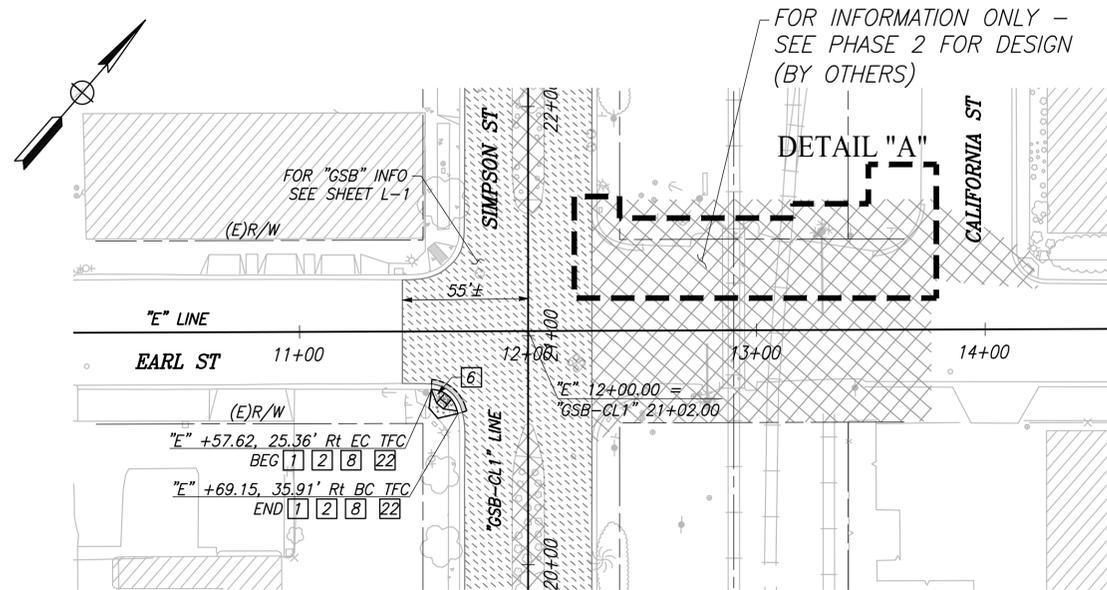 FOR INFORMATION ONLY –
SEE PHASE 2 FOR DESIGN
(BY OTHERS)
DETAIL "A"
SIMPSON ST
22+0
CALIFORNIA ST
FOR "GSB" INFO
SEE SHEET L-1
(E)R/W
55'±
"E" LINE
EARL ST
11+00
12+00
21+00
13+00
14+00
6
"E" 12+00.00 =
"GSB-CL1" 21+02.00
(E)R/W
"GSB-CL1" LINE
"E" +57.62, 25.36' Rt EC TFC
BEG 1 2 8 22
"E" +69.15, 35.91' Rt BC TFC
END 1 2 8 22
20+00